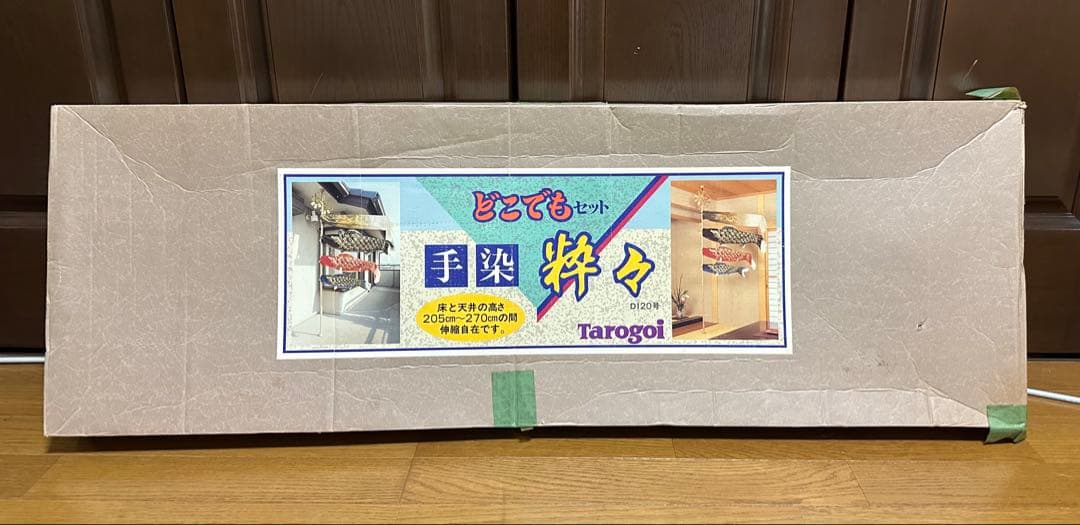 どこでもセット
手染 粋々
DI20号
床と天井の高さ
205cm〜270cmの間
伸縮自在です。
Tarogoi